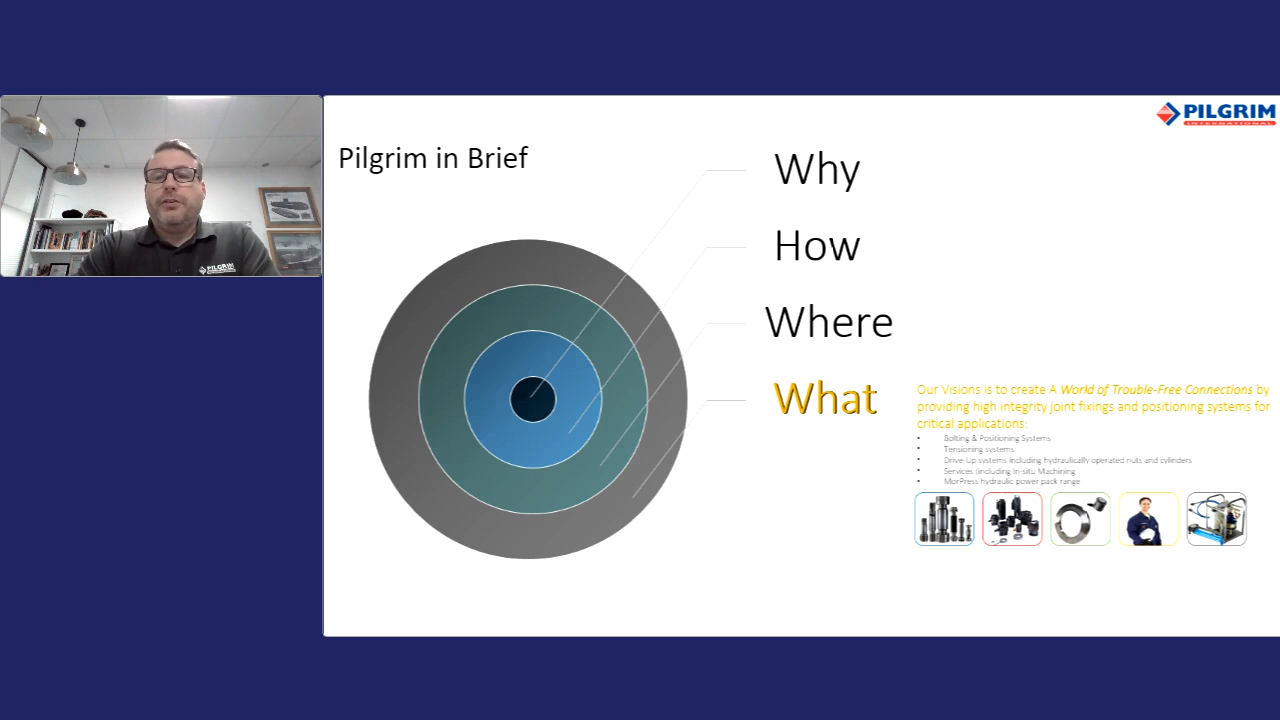 PILGRIM
INTERNATIONAL
Pilgrim in Brief
Why
How
Where
What
Our Visions is to create A World of Trouble-Free Connections by
providing high integrity joint fixings and positioning systems for
critical applications:
• Bolting & Positioning Systems
• Tensioning systems
• Drive-Up systems including hydraulically operated nuts and cylinders
• Services (including In-situ Machining
• MorPress hydraulic power pack range
PILGRIM